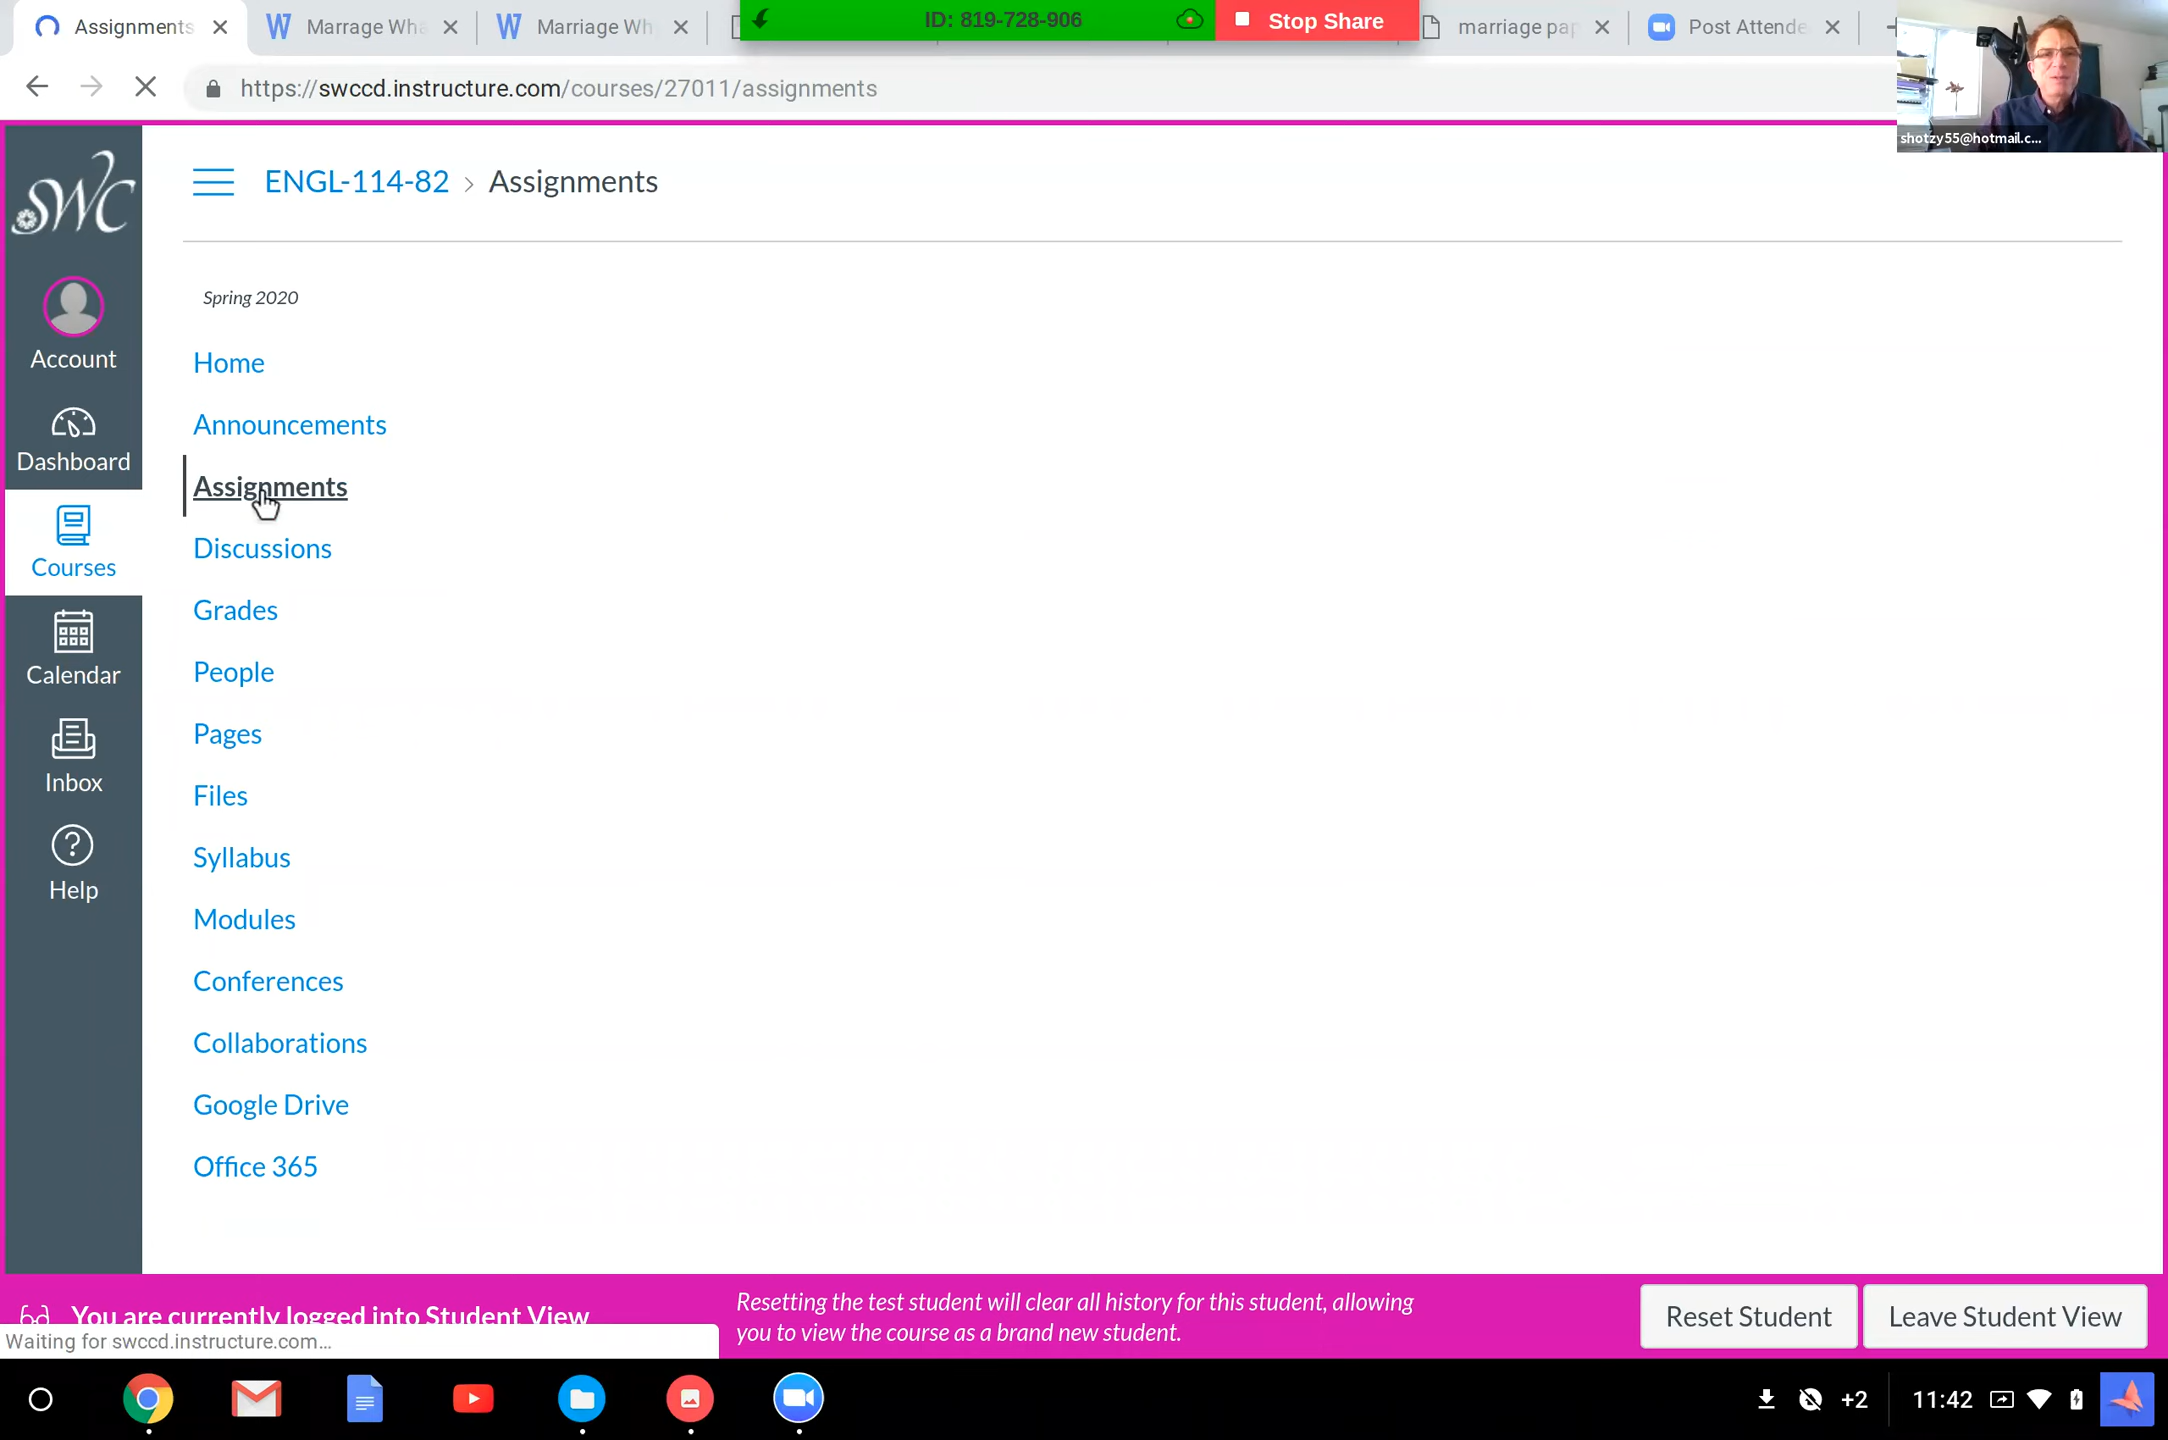 Assignments
Marrage Wha
Marriage Wh
ID: 819-728-906
Stop Share
marriage pap
Post Attende
https://swccd.instructure.com/courses/27011/assignments
shotzy55@hotmail.c...
SWC
ENGL-114-82 > Assignments
Spring 2020
Account
Dashboard
Courses
Calendar
Inbox
Help
Home
Announcements
Assignments
Discussions
Grades
People
Pages
Files
Syllabus
Modules
Conferences
Collaborations
Google Drive
Office 365
You are currently logged into Student View
Waiting for swccd.instructure.com...
Resetting the test student will clear all history for this student, allowing
you to view the course as a brand new student.
Reset Student
Leave Student View
+2
11:42